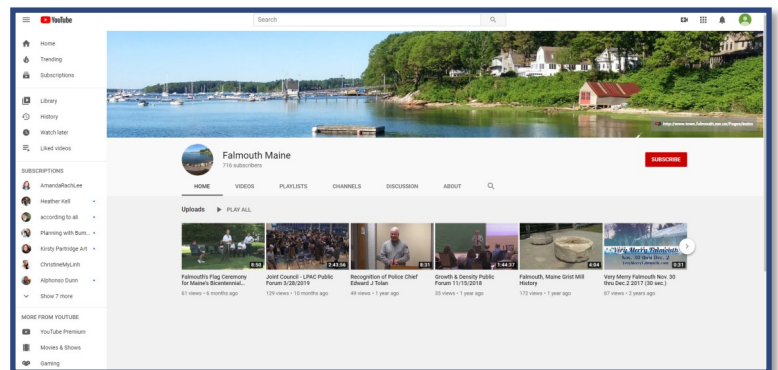 YouTube
Search
Home
Trending
Subscriptions
Library
History
Watch later
Liked videos
SUBSCRIPTIONS
AmandaRachLee
Heather Kell
according to ali
Planning with Bum...
Kirsty Partridge Art
ChristineMyLinh
Alphonso Dunn
Show 7 more
MORE FROM YOUTUBE
YouTube Premium
Movies & Shows
Gaming
Falmouth Maine
716 subscribers
SUBSCRIBE
HOME VIDEOS PLAYLISTS CHANNELS DISCUSSION ABOUT
Uploads PLAY ALL
0:50
Falmouth's Flag Ceremony
for Maine's Bicentennial...
61 views • 6 months ago
2:43:56
Joint Council - LPAC Public
Forum 3/28/2019
129 views • 10 months ago
6:31
Recognition of Police Chief
Edward J Tolan
49 views • 1 year ago
1:44:37
Growth & Density Public
Forum 11/15/2018
35 views • 1 year ago
4:04
Falmouth, Maine Grist Mill
History
172 views • 1 year ago
Very Merry Falmouth
Nov. 30 thru Dec. 2
0:31
Very Merry Falmouth Nov. 30
thru Dec.2 2017 (30 sec.)
87 views • 2 years ago